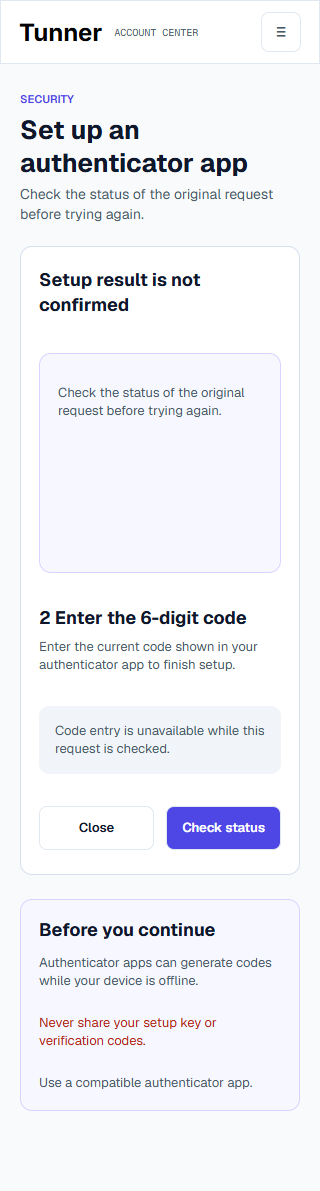 Tunner ACCOUNT CENTER
SECURITY
Set up an
authenticator app
Check the status of the original request
before trying again.
Setup result is not
confirmed
Check the status of the original
request before trying again.
2 Enter the 6-digit code
Enter the current code shown in your
authenticator app to finish setup.
Code entry is unavailable while this
request is checked.
Close Check status
Before you continue
Authenticator apps can generate codes
while your device is offline.
Never share your setup key or
verification codes.
Use a compatible authenticator app.